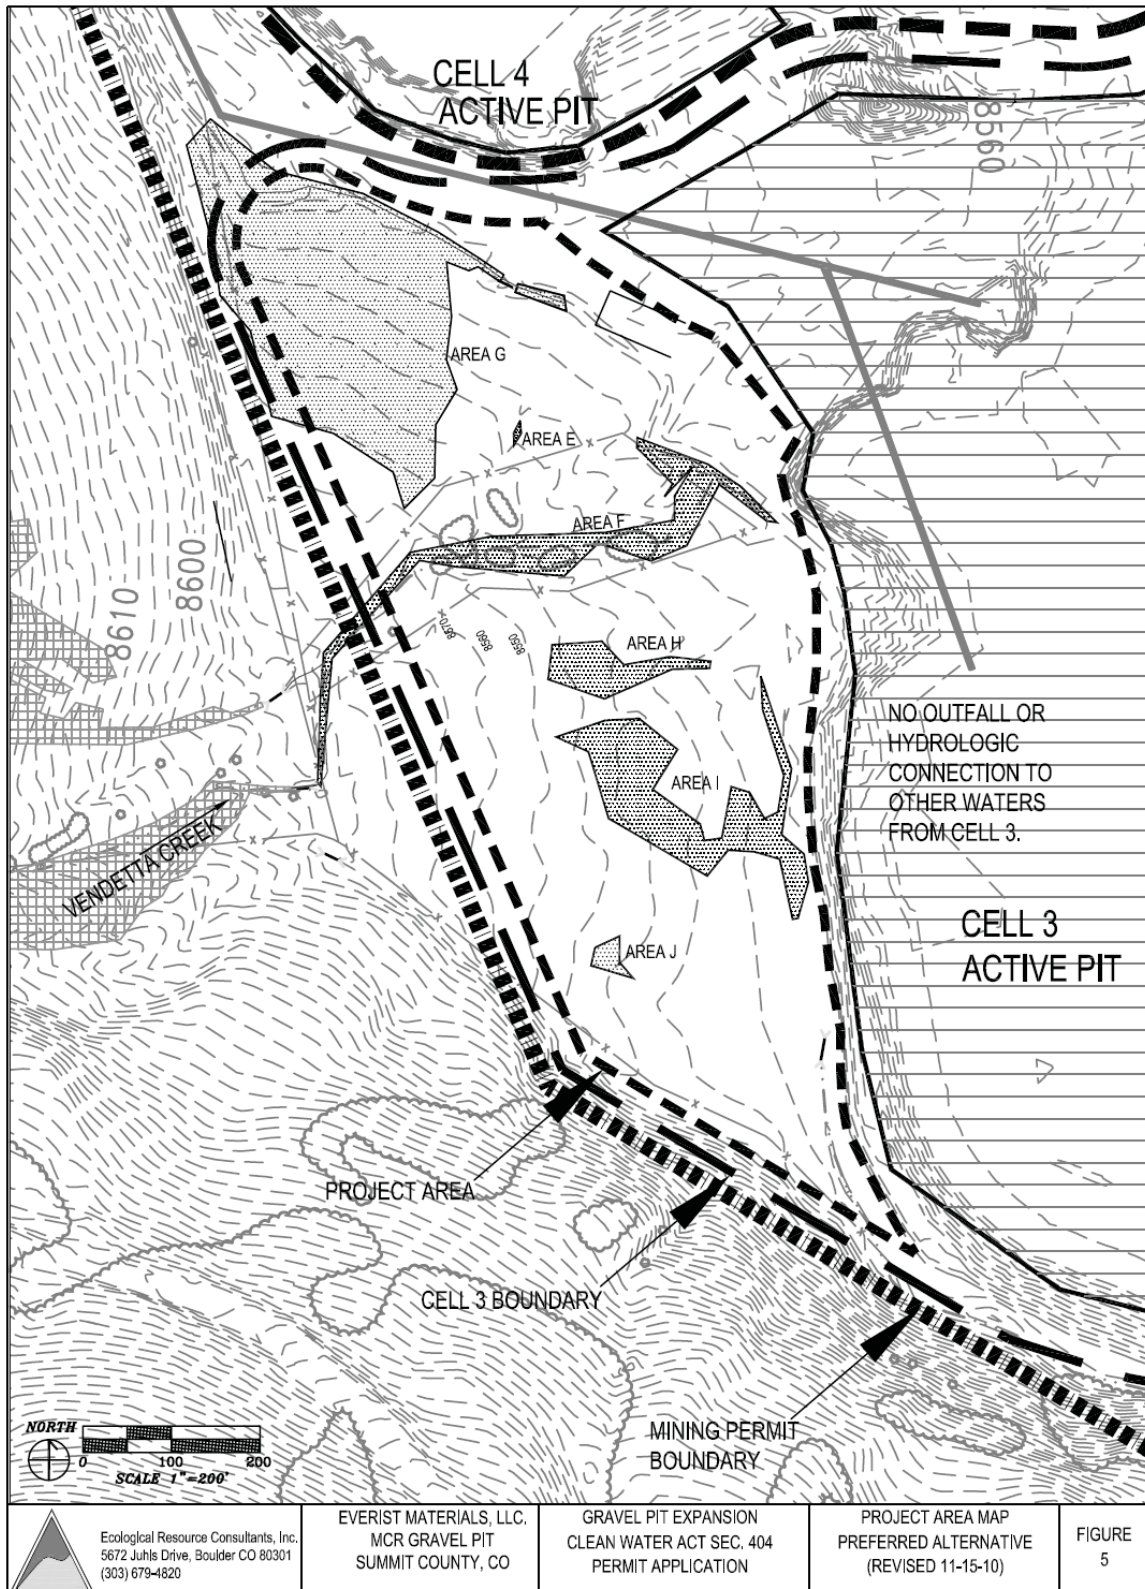 CELL 4
ACTIVE PIT
8560
AREA G
AREA E
AREA F
8600
8610
8570
8560
8550
AREA H
NO OUTFALL OR
HYDROLOGIC
CONNECTION TO
OTHER WATERS
FROM CELL 3.
AREA I
VENDETTA CREEK
CELL 3
ACTIVE PIT
AREA J
PROJECT AREA
CELL 3 BOUNDARY
MINING PERMIT
BOUNDARY
NORTH
0 100 200
SCALE 1"=200'
Ecological Resource Consultants, Inc.
5672 Juhls Drive, Boulder CO 80301
(303) 679-4820
EVERIST MATERIALS, LLC.
MCR GRAVEL PIT
SUMMIT COUNTY, CO
GRAVEL PIT EXPANSION
CLEAN WATER ACT SEC. 404
PERMIT APPLICATION
PROJECT AREA MAP
PREFERRED ALTERNATIVE
(REVISED 11-15-10)
FIGURE
5